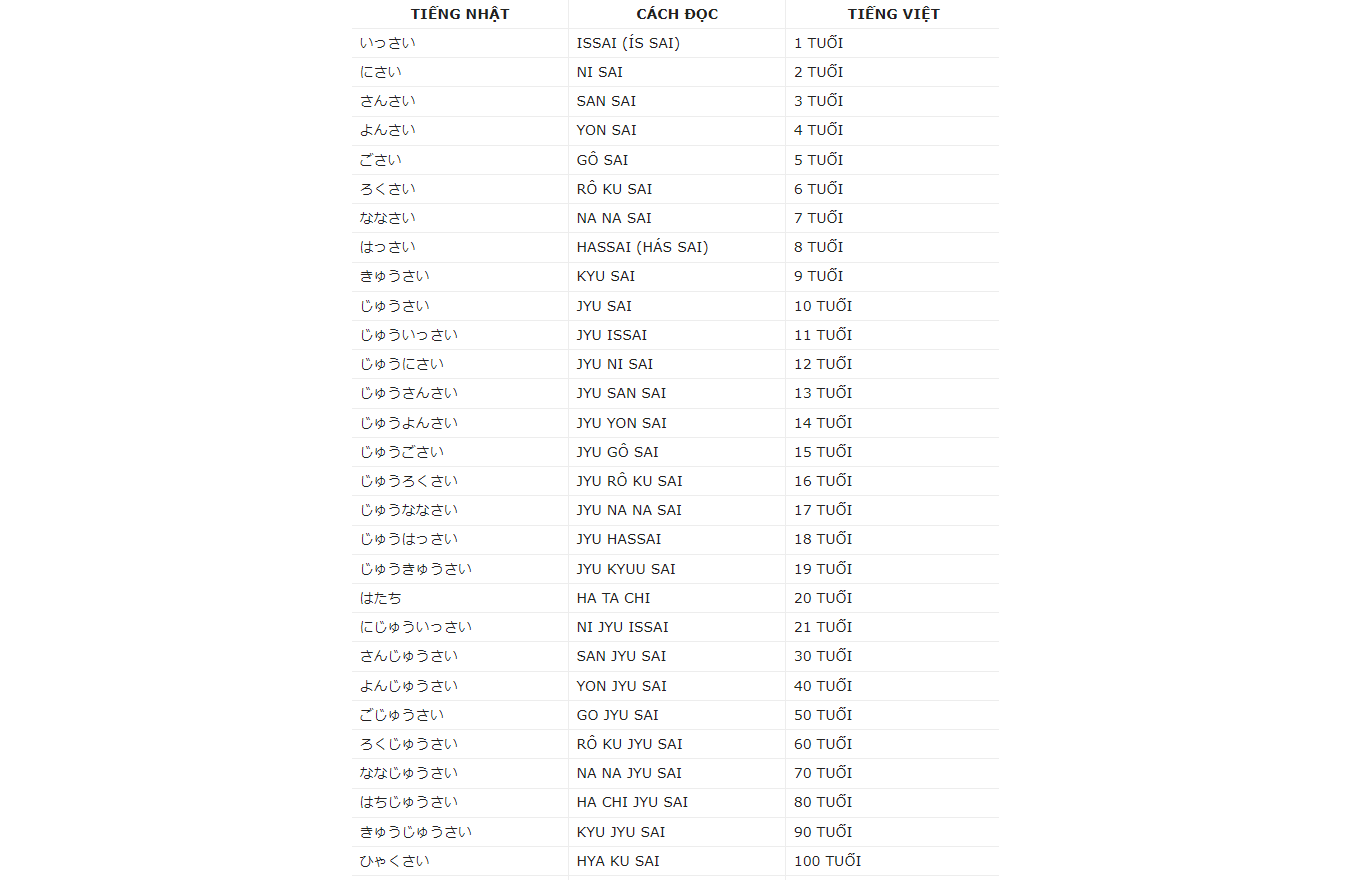 TIẾNG NHẬT CÁCH ĐỌC TIẾNG VIỆT
いっさい ISSAI (ÍS SAI) 1 TUỔI
にさい NI SAI 2 TUỔI
さんさい SAN SAI 3 TUỔI
よんさい YON SAI 4 TUỔI
ごさい GÔ SAI 5 TUỔI
ろくさい RÔ KU SAI 6 TUỔI
ななさい NA NA SAI 7 TUỔI
はっさい HASSAI (HÁS SAI) 8 TUỔI
きゅうさい KYU SAI 9 TUỔI
じゅうさい JYU SAI 10 TUỔI
じゅういっさい JYU ISSAI 11 TUỔI
じゅうにさい JYU NI SAI 12 TUỔI
じゅうさんさい JYU SAN SAI 13 TUỔI
じゅうよんさい JYU YON SAI 14 TUỔI
じゅうごさい JYU GÔ SAI 15 TUỔI
じゅうろくさい JYU RÔ KU SAI 16 TUỔI
じゅうななさい JYU NA NA SAI 17 TUỔI
じゅうはっさい JYU HASSAI 18 TUỔI
じゅうきゅうさい JYU KYUU SAI 19 TUỔI
はたち HA TA CHI 20 TUỔI
にじゅういっさい NI JYU ISSAI 21 TUỔI
さんじゅうさい SAN JYU SAI 30 TUỔI
よんじゅうさい YON JYU SAI 40 TUỔI
ごじゅうさい GO JYU SAI 50 TUỔI
ろくじゅうさい RÔ KU JYU SAI 60 TUỔI
ななじゅうさい NA NA JYU SAI 70 TUỔI
はちじゅうさい HA CHI JYU SAI 80 TUỔI
きゅうじゅうさい KYU JYU SAI 90 TUỔI
ひゃくさい HYA KU SAI 100 TUỔI